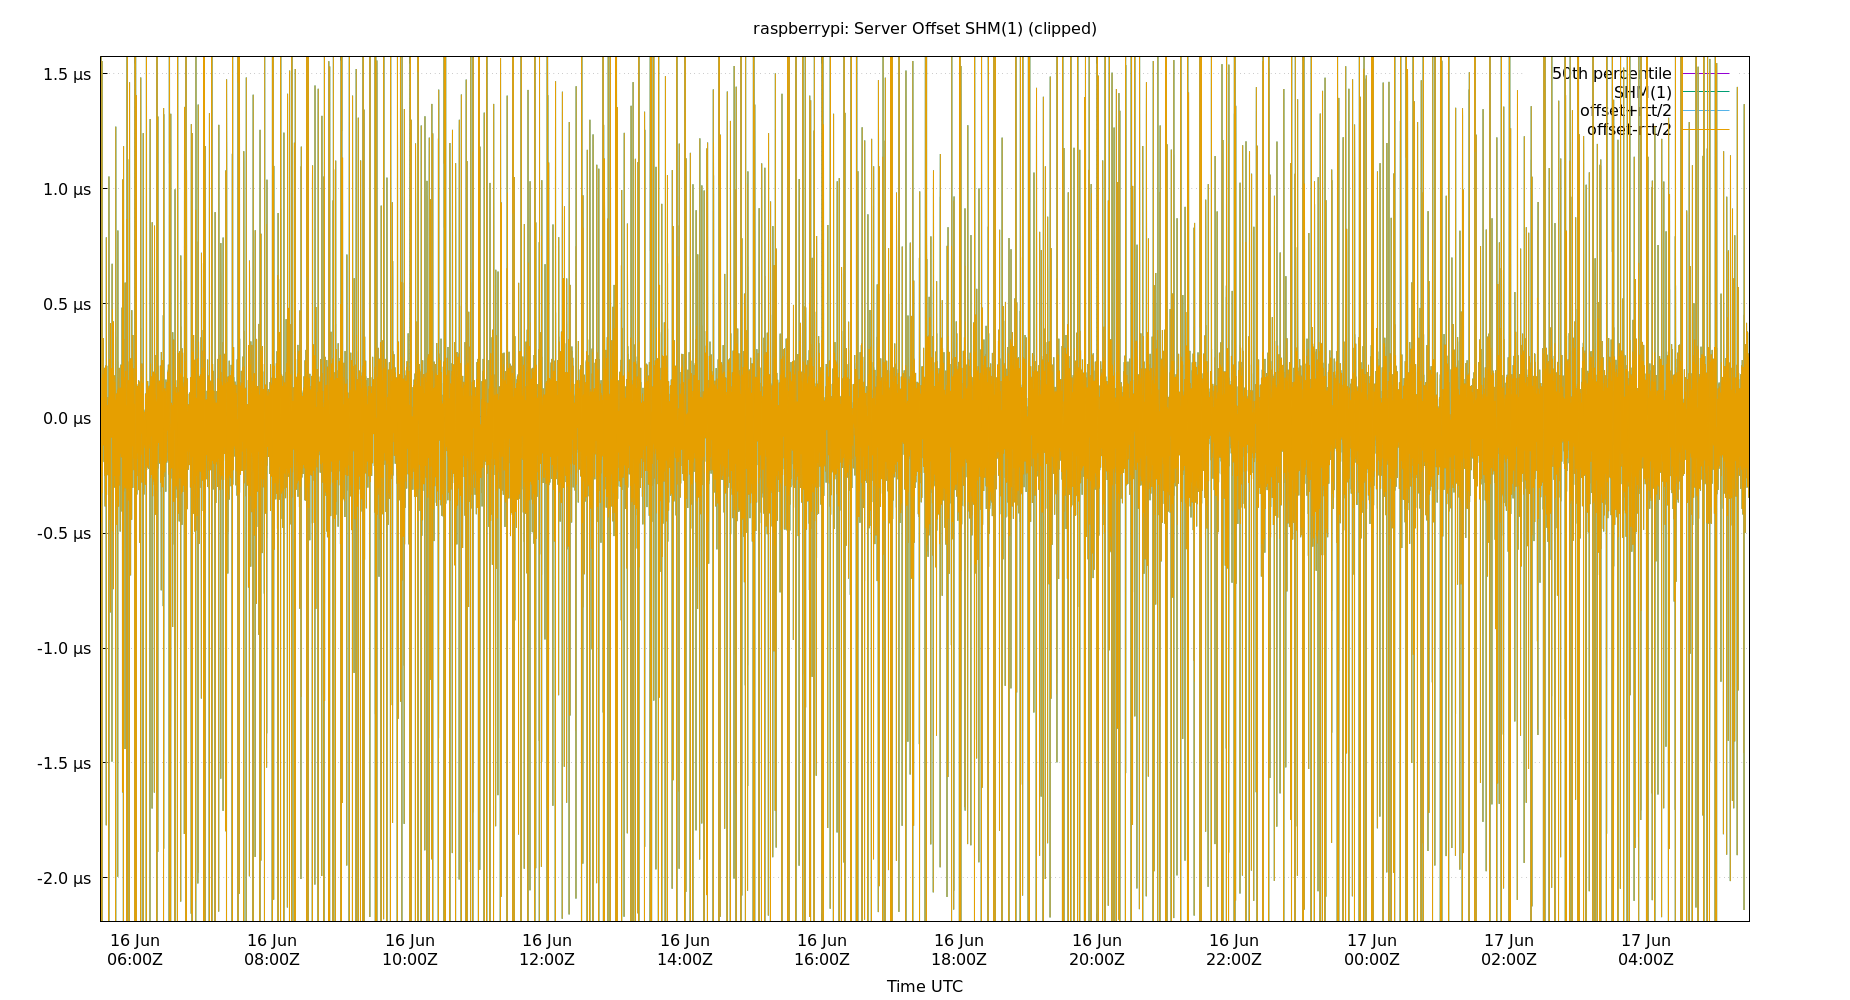 raspberrypi: Server Offset SHM(1) (clipped)
1.5 µs
1.0 µs
0.5 µs
0.0 µs
-0.5 µs
-1.0 µs
-1.5 µs
-2.0 µs
50th percentile
SHM(1)
offset+rtt/2
offset-rtt/2
16 Jun 16 Jun 16 Jun 16 Jun 16 Jun 16 Jun 16 Jun 16 Jun 16 Jun 17 Jun 17 Jun 17 Jun
06:00Z 08:00Z 10:00Z 12:00Z 14:00Z 16:00Z 18:00Z 20:00Z 22:00Z 00:00Z 02:00Z 04:00Z
Time UTC